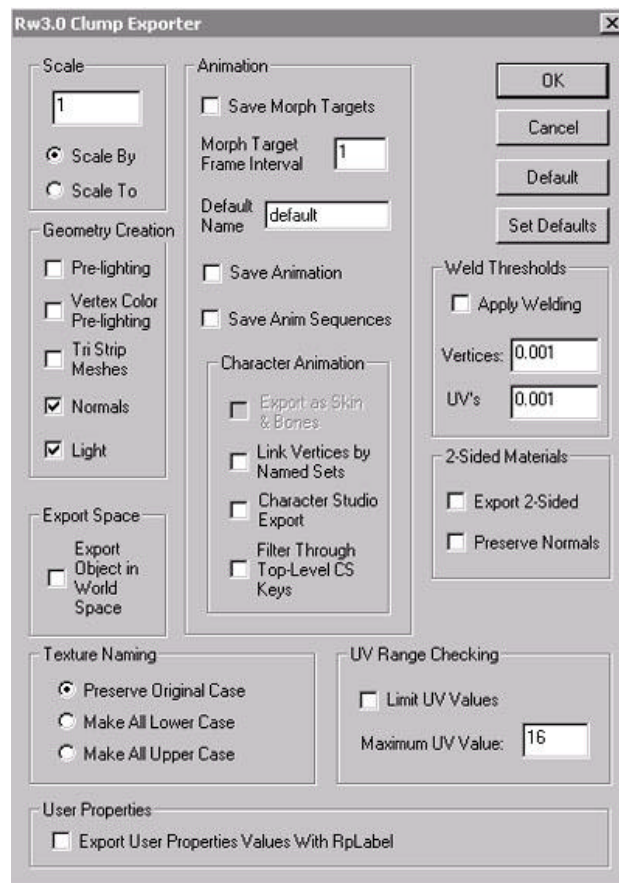 Rw3.0 Clump Exporter
Scale
1
Scale By
Scale To
Geometry Creation
Pre-lighting
Vertex Color
Pre-lighting
Tri Strip
Meshes
Normals
Light
Export Space
Export
Object in
World
Space
Animation
Save Morph Targets
Morph Target
Frame Interval
1
Default
Name
default
Save Animation
Save Anim Sequences
Character Animation
Export as Skin
& Bones
Link Vertices by
Named Sets
Character Studio
Export
Filter Through
Top-Level CS
Keys
OK
Cancel
Default
Set Defaults
Weld Thresholds
Apply Welding
Vertices: 0.001
UV's 0.001
2-Sided Materials
Export 2-Sided
Preserve Normals
Texture Naming
Preserve Original Case
Make All Lower Case
Make All Upper Case
UV Range Checking
Limit UV Values
Maximum UV Value: 16
User Properties
Export User Properties Values With RpLabel